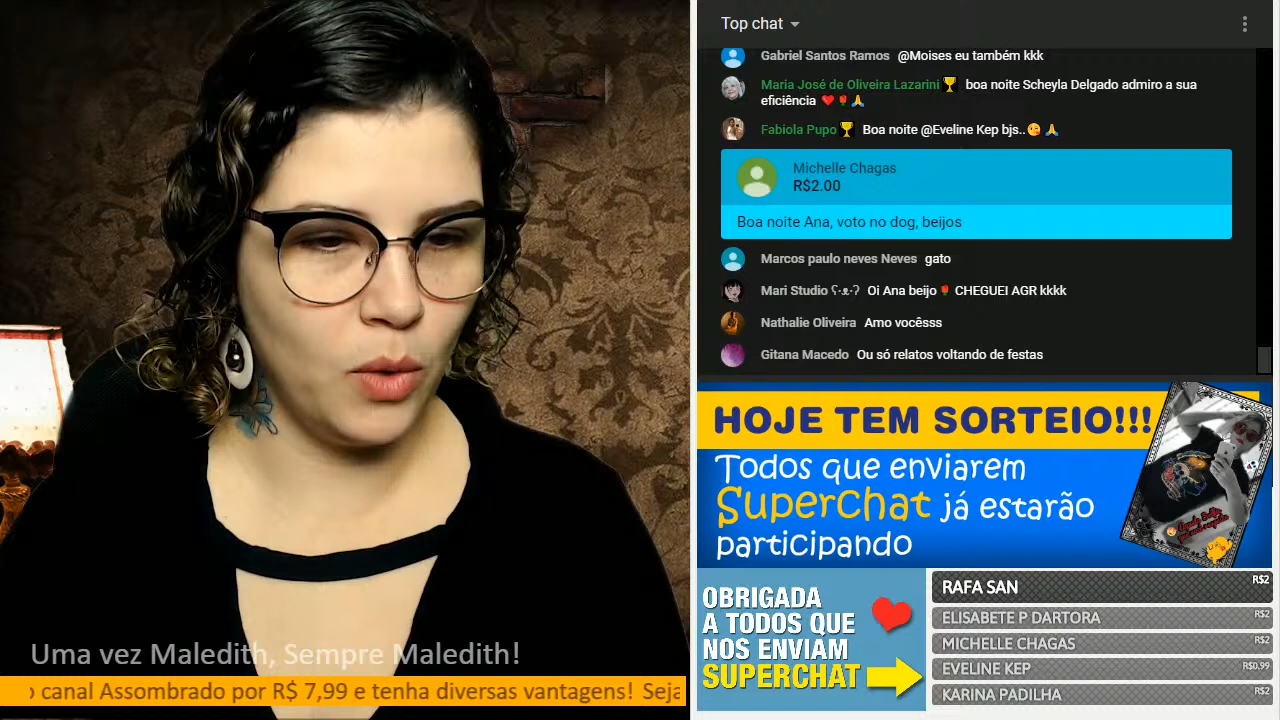 Top chat
Gabriel Santos Ramos @Moises eu também kkk
Maria José de Oliveira Lazarini 🏆 boa noite Scheyla Delgado admiro a sua
eficiência ❤️🌹🙏
Fabiola Pupo 🏆 Boa noite @Eveline Kep bjs..😘🙏
Michelle Chagas
R$2.00
Boa noite Ana, voto no dog, beijos
Marcos paulo neves Neves gato
Mari Studio ʕ·ᴥ·ʔ Oi Ana beijo🌹 CHEGUEI AGR kkkk
Nathalie Oliveira Amo vocêsss
Gitana Macedo Ou só relatos voltando de festas
HOJE TEM SORTEIO!!!
Todos que enviarem
Superchat já estarão
participando
OBRIGADA
A TODOS QUE
NOS ENVIAM
SUPERCHAT
RAFA SAN R$2
ELISABETE P DARTORA R$2
MICHELLE CHAGAS R$2
EVELINE KEP R$0.99
KARINA PADILHA R$2
Uma vez Maledith, Sempre Maledith!
o canal Assombrado por R$ 7,99 e tenha diversas vantagens! Seja